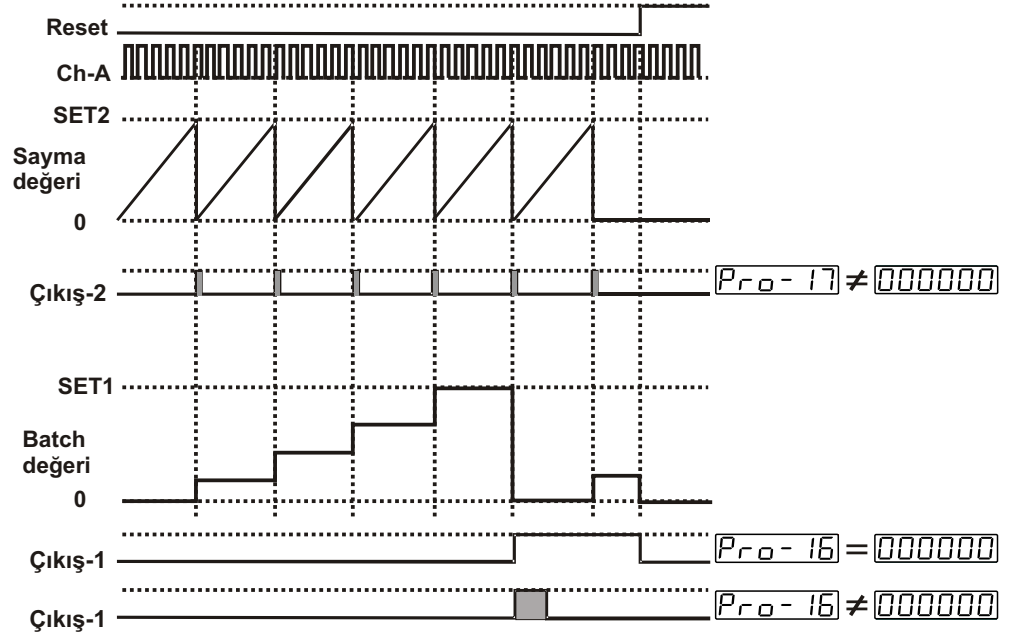 Reset
Ch-A
SET2
Sayma
değeri
0
Çıkış-2
Pro-17 ≠ 000000
SET1
Batch
değeri
0
Çıkış-1
Pro-16 = 000000
Çıkış-1
Pro-16 ≠ 000000